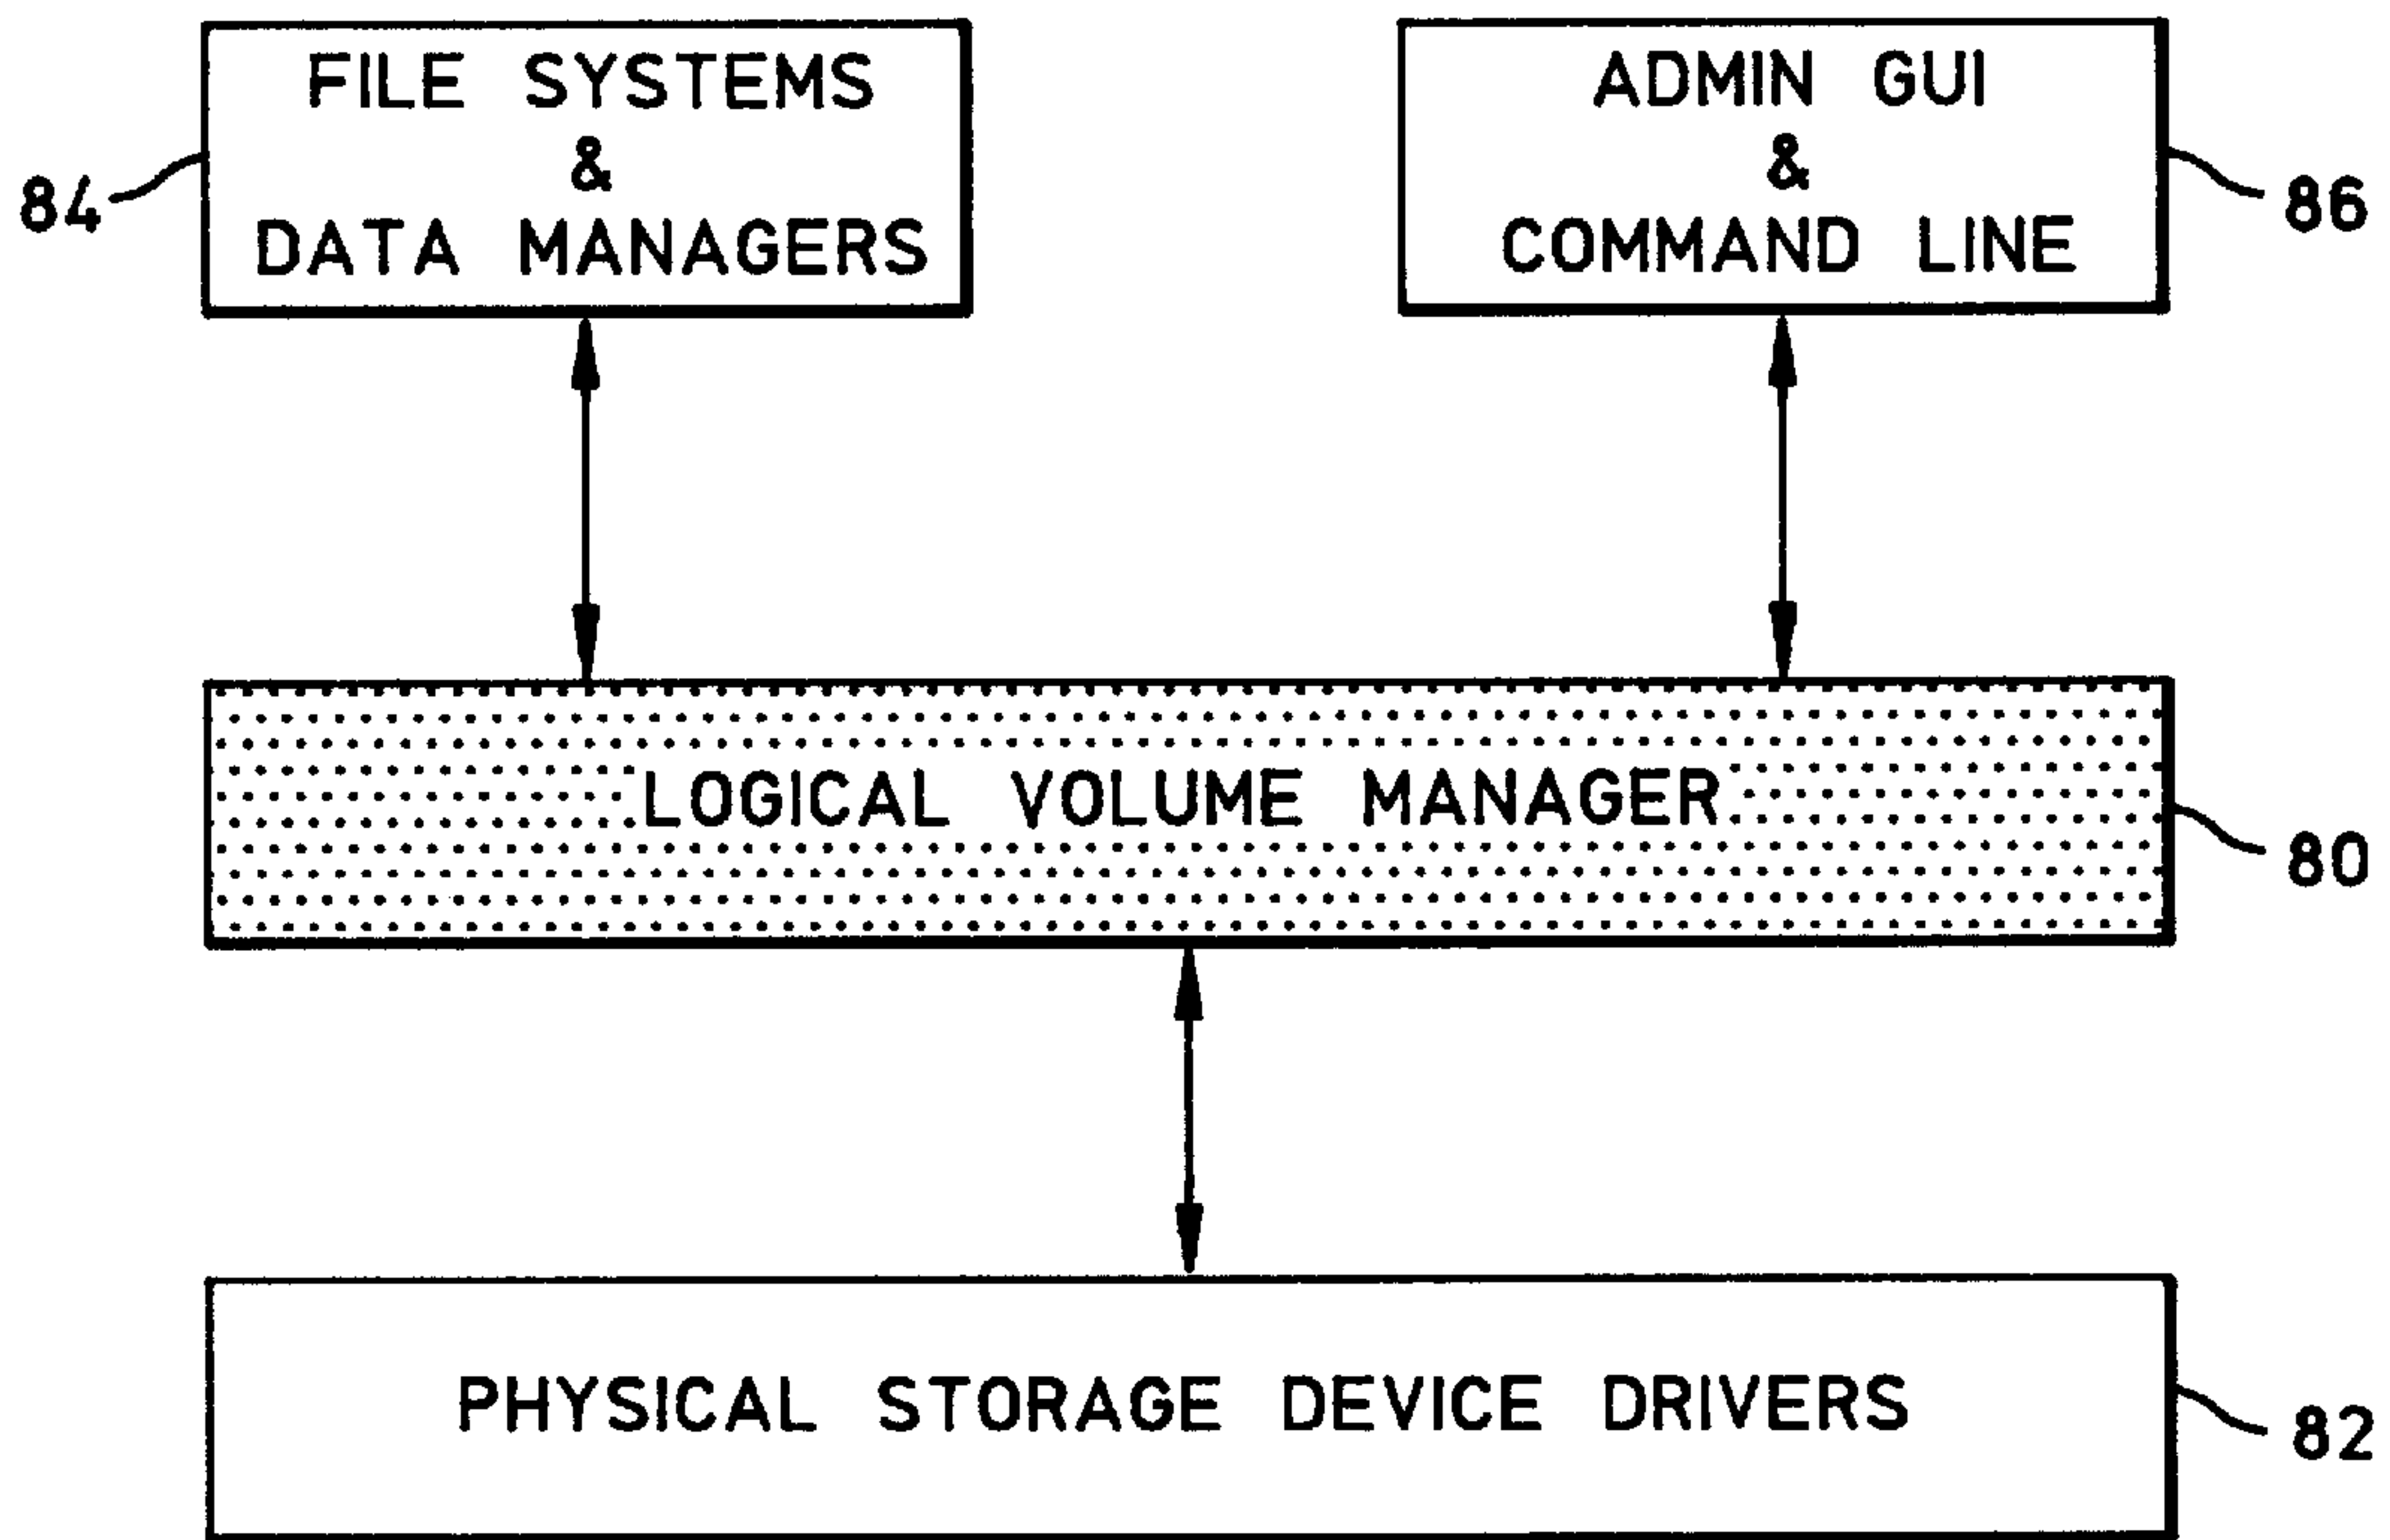 FILE SYSTEMS
&
DATA MANAGERS
84
ADMIN GUI
&
COMMAND LINE
86
LOGICAL VOLUME MANAGER
80
PHYSICAL STORAGE DEVICE DRIVERS
82